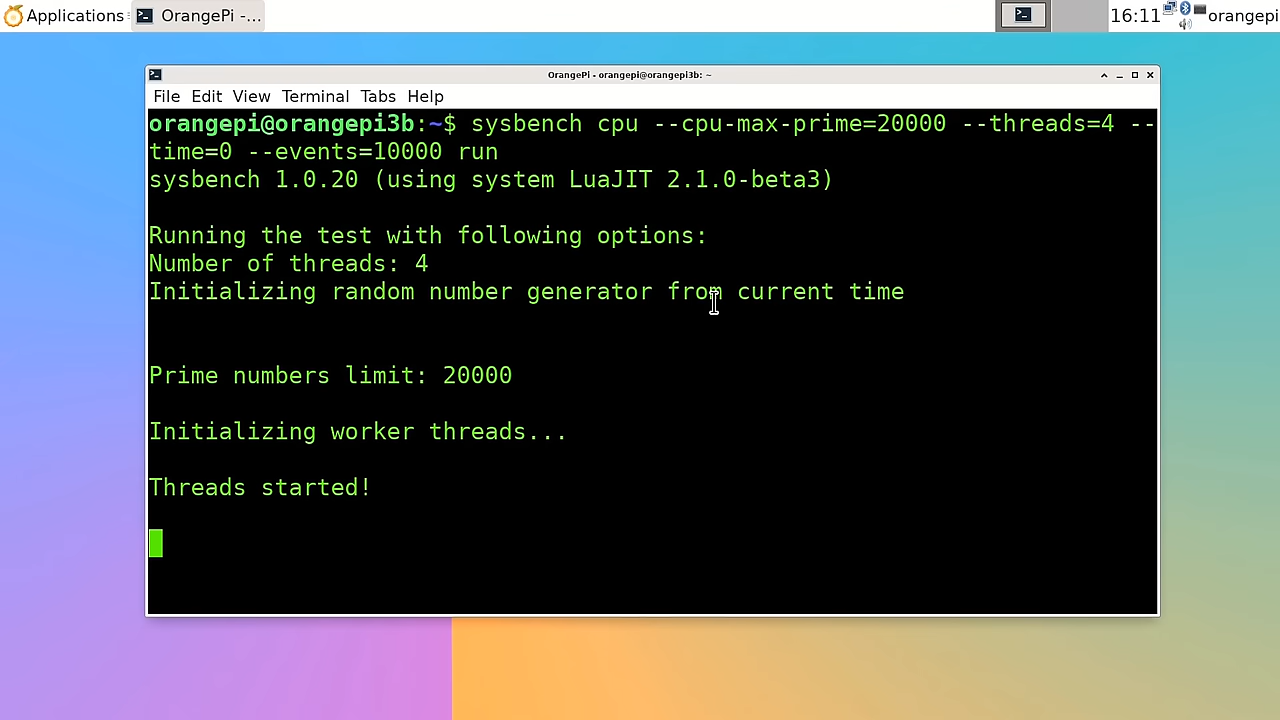 Applications OrangePi -... 16:11 orangepi
OrangePi - orangepi@orangepi3b: ~
File Edit View Terminal Tabs Help
orangepi@orangepi3b:~$ sysbench cpu --cpu-max-prime=20000 --threads=4 --
time=0 --events=10000 run
sysbench 1.0.20 (using system LuaJIT 2.1.0-beta3)
Running the test with following options:
Number of threads: 4
Initializing random number generator from current time
Prime numbers limit: 20000
Initializing worker threads...
Threads started!